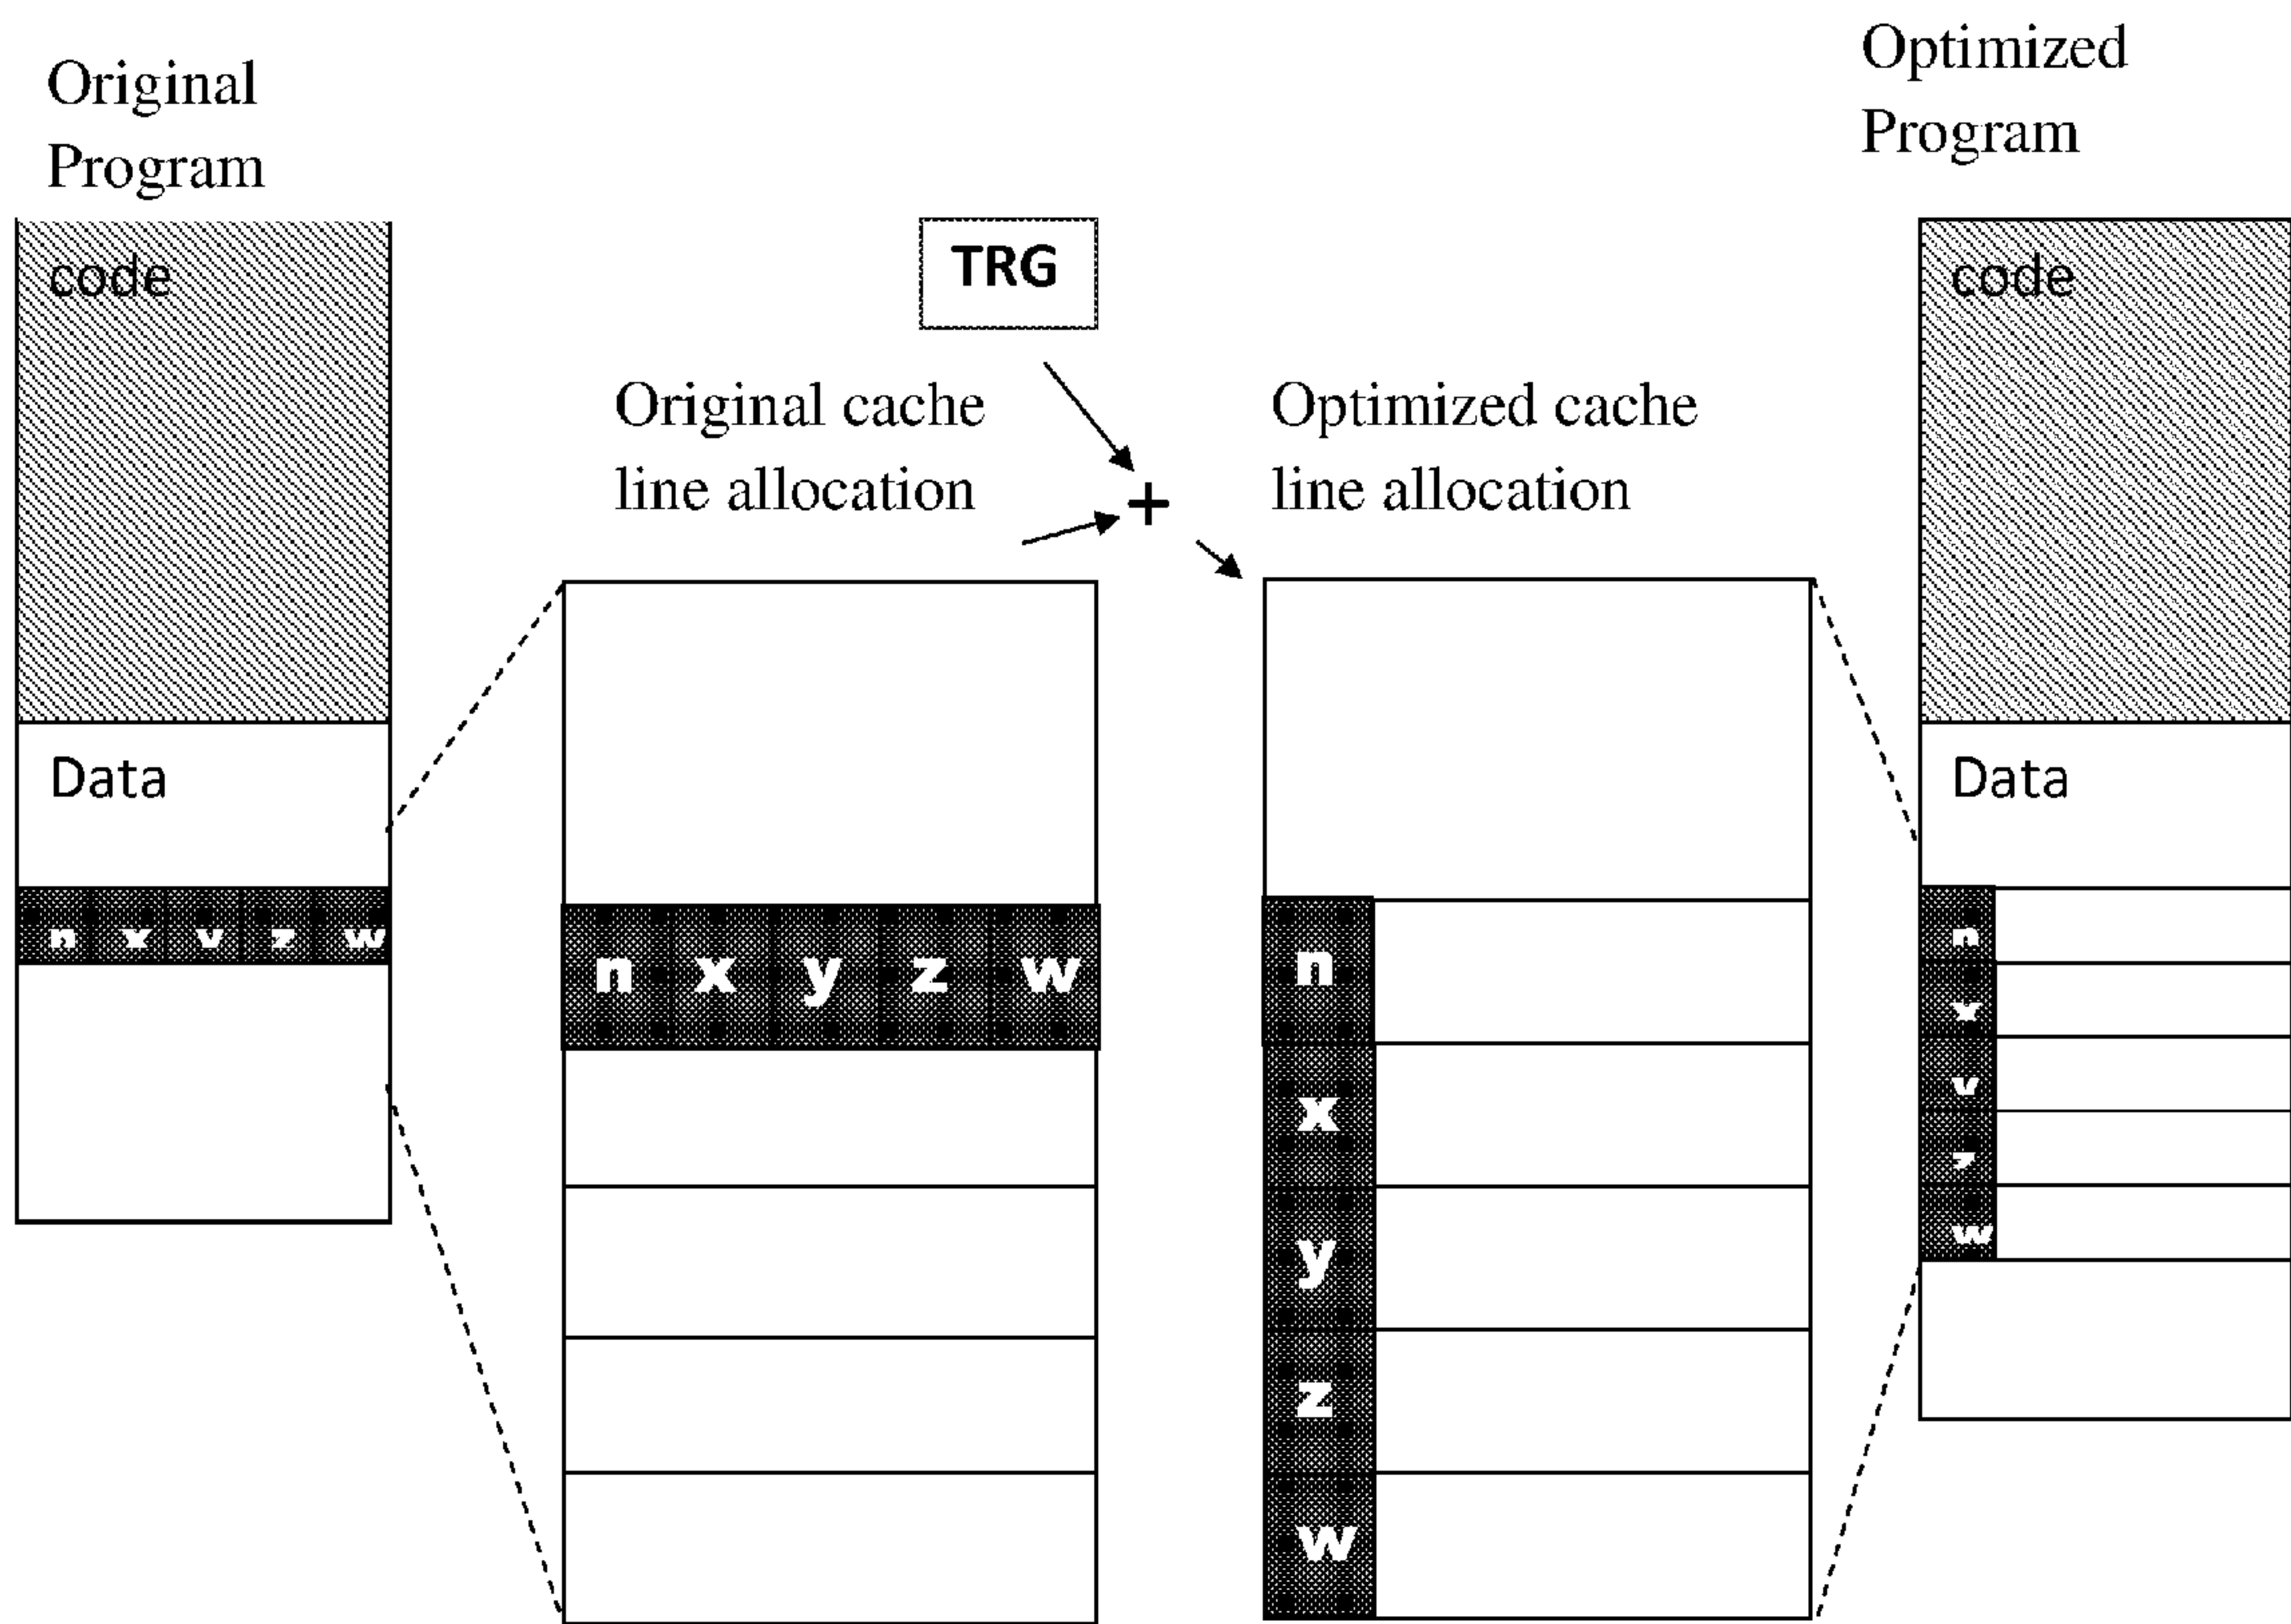 Original
Program
Optimized
Program
code
TRG
code
Original cache
line allocation
+
Optimized cache
line allocation
Data
Data
n x v z w
n x y z w
n
x
y
z
w
n
v
w